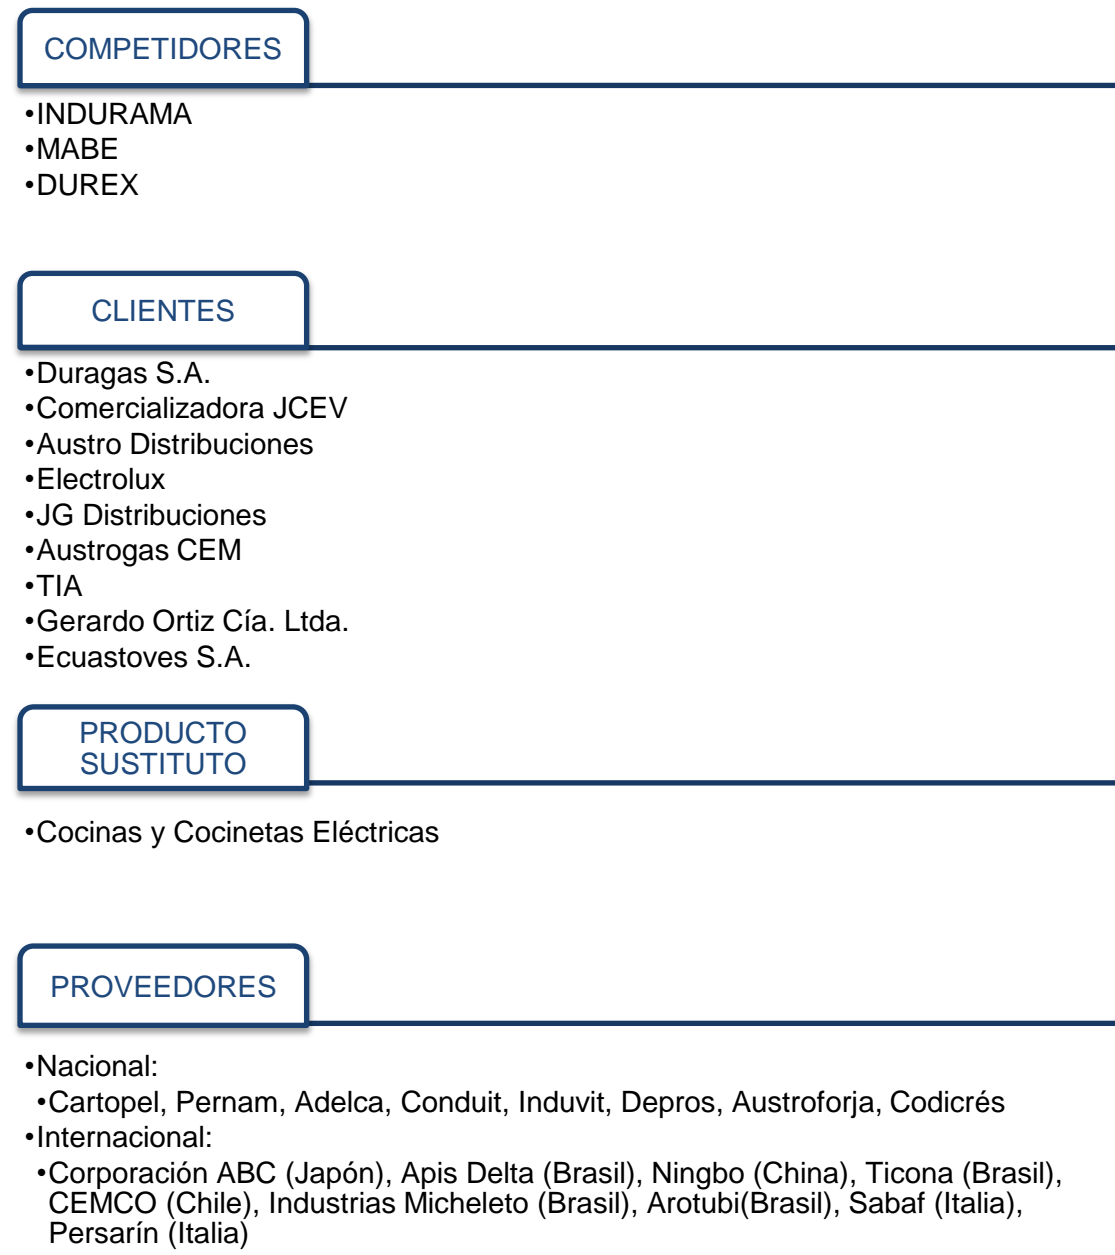 COMPETIDORES
•INDURAMA
•MABE
•DUREX
CLIENTES
•Duragas S.A.
•Comercializadora JCEV
•Austro Distribuciones
•Electrolux
•JG Distribuciones
•Austrogas CEM
•TIA
•Gerardo Ortiz Cía. Ltda.
•Ecuastoves S.A.
PRODUCTO
SUSTITUTO
•Cocinas y Cocinetas Eléctricas
PROVEEDORES
•Nacional:
•Cartopel, Pernam, Adelca, Conduit, Induvit, Depros, Austroforja, Codicrés
•Internacional:
•Corporación ABC (Japón), Apis Delta (Brasil), Ningbo (China), Ticona (Brasil),
CEMCO (Chile), Industrias Micheleto (Brasil), Arotubi(Brasil), Sabaf (Italia),
Persarín (Italia)